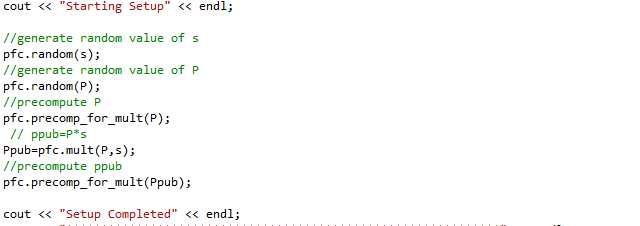 cout << "Starting Setup" << endl;
//generate random value of s
pfc.random(s);
//generate random value of P
pfc.random(P);
//precompute P
pfc.precomp_for_mult(P);
// ppub=P*s
Ppub=pfc.mult(P,s);
//precompute ppub
pfc.precomp_for_mult(Ppub);
cout << "Setup Completed" << endl;